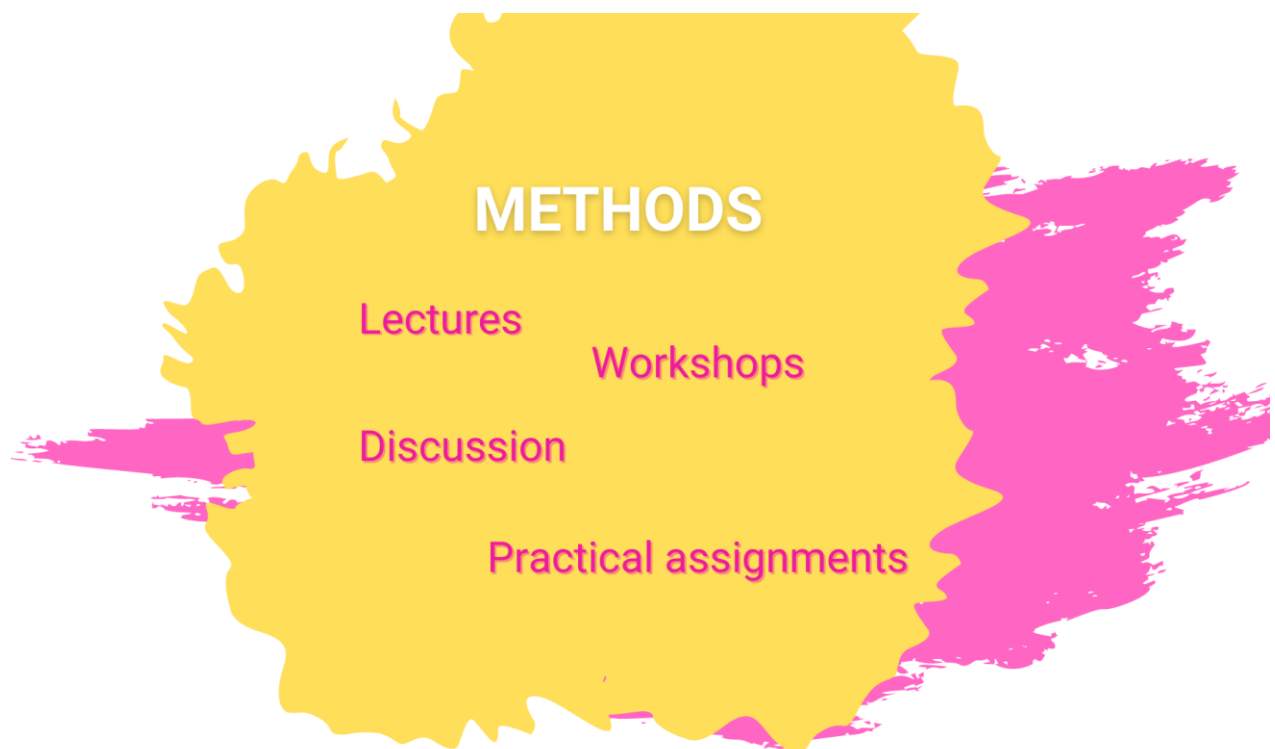 METHODS
Lectures
Workshops
Discussion
Practical assignments